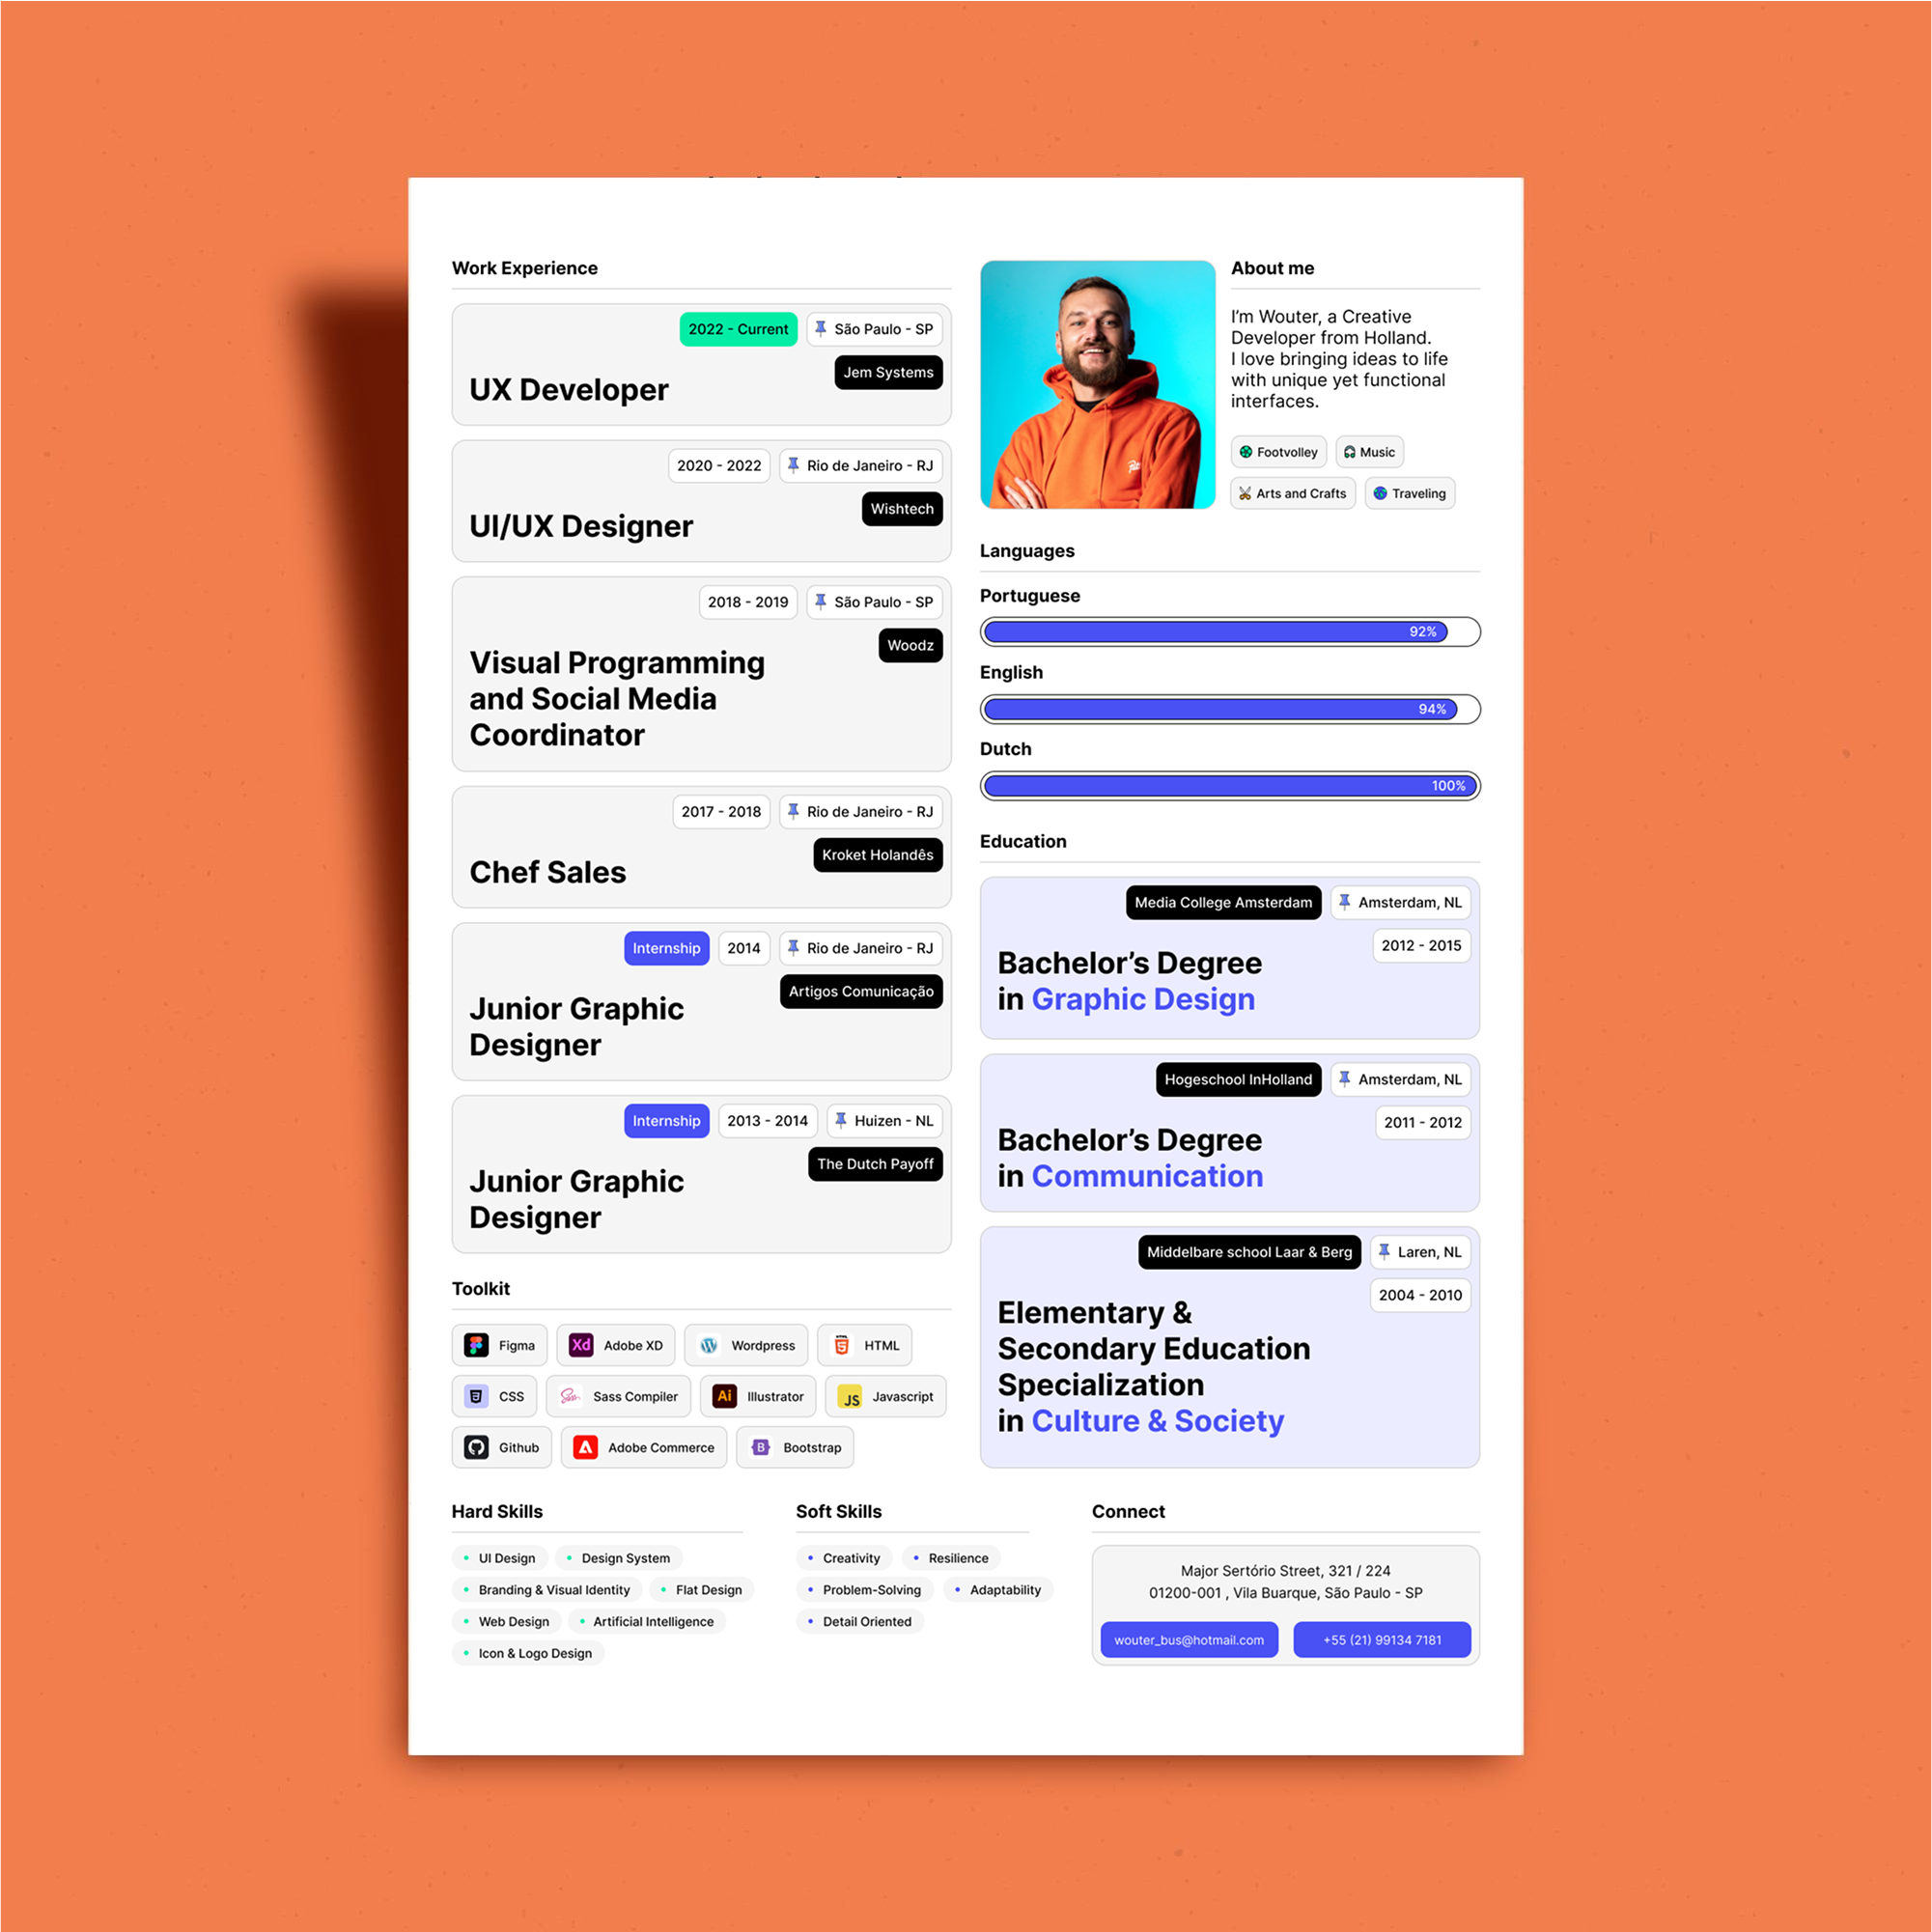 Work Experience
2022 - Current
São Paulo - SP
Jem Systems
UX Developer
2020 - 2022
Rio de Janeiro - RJ
Wishtech
UI/UX Designer
2018 - 2019
São Paulo - SP
Woodz
Visual Programming
and Social Media
Coordinator
2017 - 2018
Rio de Janeiro - RJ
Kroket Holandês
Chef Sales
Internship
2014
Rio de Janeiro - RJ
Artigos Comunicação
Junior Graphic
Designer
Internship
2013 - 2014
Huizen - NL
The Dutch Payoff
Junior Graphic
Designer
Toolkit
Figma
Xd Adobe XD
Wordpress
HTML 5 HTML
3 CSS
Sass Sass Compiler
Ai Illustrator
JS Javascript
Github
Adobe Commerce
B Bootstrap
About me
I'm Wouter, a Creative
Developer from Holland.
I love bringing ideas to life
with unique yet functional
interfaces.
Footvolley
Music
Arts and Crafts
Traveling
Languages
Portuguese
92%
English
94%
Dutch
100%
Education
Media College Amsterdam
Amsterdam, NL
2012 - 2015
Bachelor's Degree
in Graphic Design
Hogeschool InHolland
Amsterdam, NL
2011 - 2012
Bachelor's Degree
in Communication
Middelbare school Laar & Berg
Laren, NL
2004 - 2010
Elementary &
Secondary Education
Specialization
in Culture & Society
Hard Skills
UI Design
Design System
Branding & Visual Identity
Flat Design
Web Design
Artificial Intelligence
Icon & Logo Design
Soft Skills
Creativity
Resilience
Problem-Solving
Adaptability
Detail Oriented
Connect
Major Sertório Street, 321 / 224
01200-001 , Vila Buarque, São Paulo - SP
wouter_bus@hotmail.com
+55 (21) 99134 7181